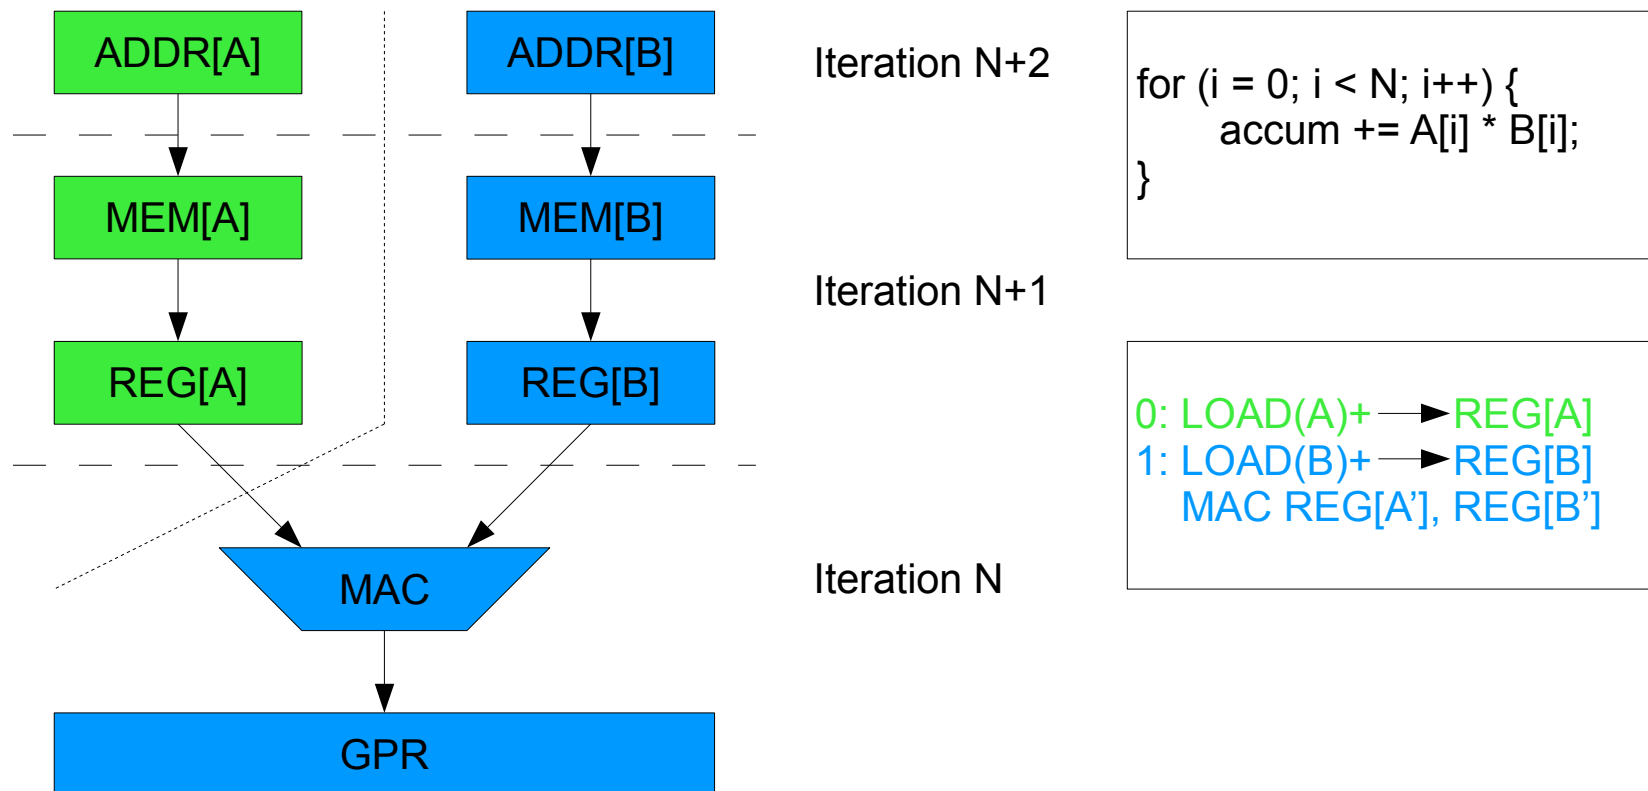 ADDR[A]
ADDR[B]
Iteration N+2
MEM[A]
MEM[B]
Iteration N+1
REG[A]
REG[B]
MAC
Iteration N
GPR
for (i = 0; i < N; i++) {
accum += A[i] * B[i];
}
0: LOAD(A)+ → REG[A]
1: LOAD(B)+ → REG[B]
MAC REG[A’], REG[B’]